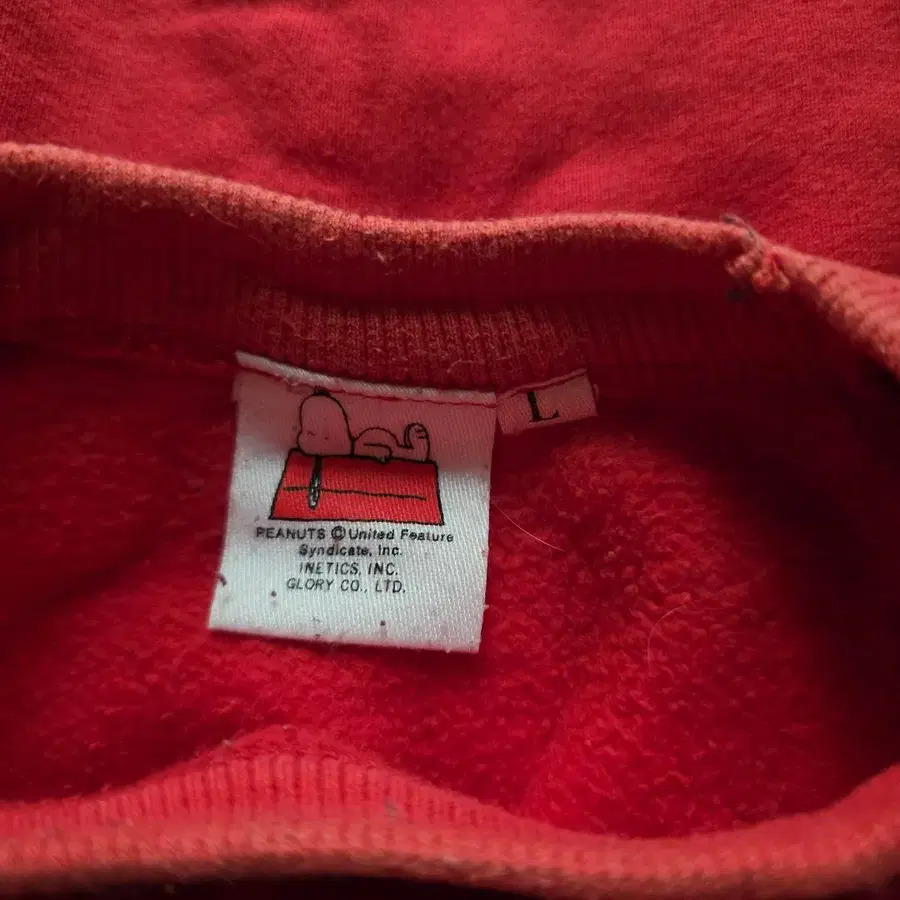 L
PEANUTS © United Feature
Syndicate, Inc.
INETICS, INC.
GLORY CO., LTD.